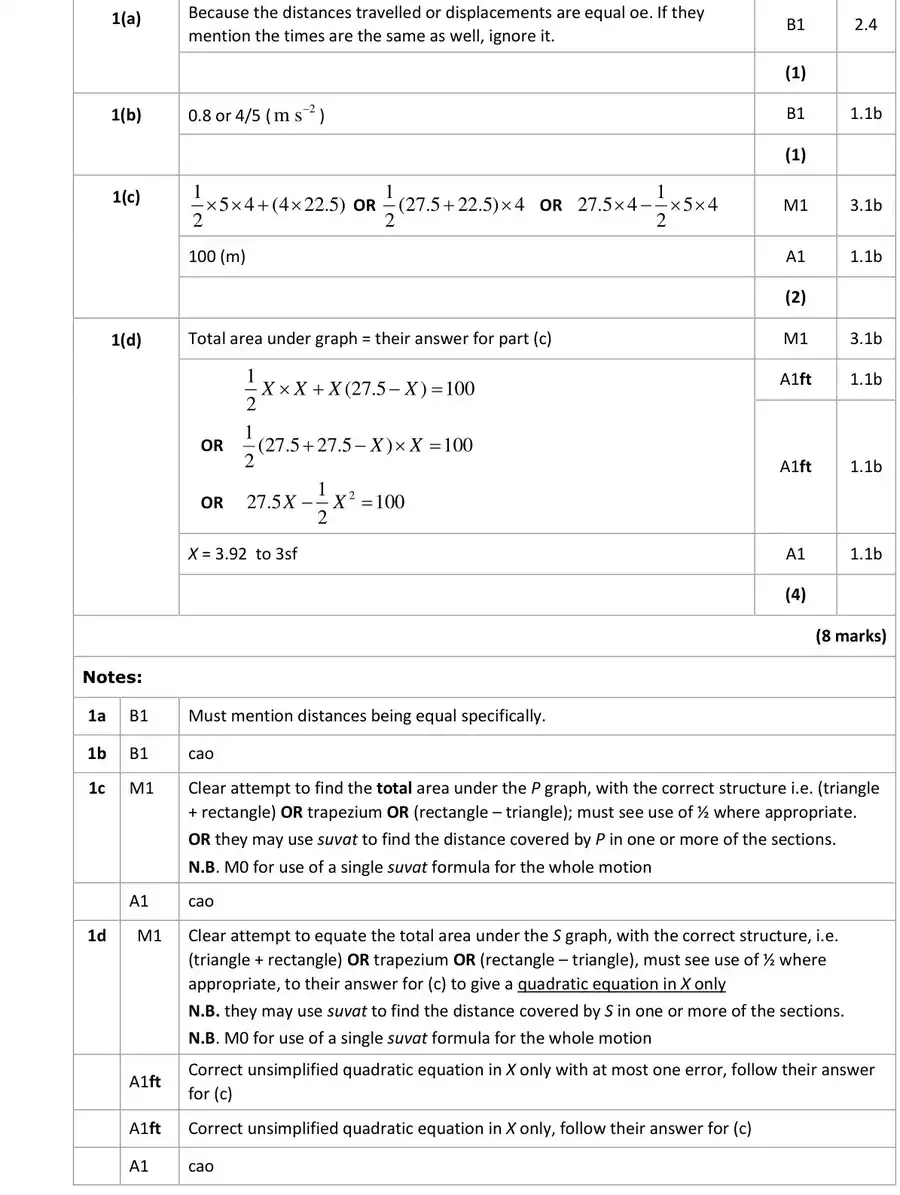 1(a) Because the distances travelled or displacements are equal oe. If they B1 2.4
mention the times are the same as well, ignore it.
(1)
1(b) 0.8 or 4/5 ( m s⁻² ) B1 1.1b
(1)
1(c) 1/2 × 5 × 4 + (4 × 22.5) OR 1/2 (27.5 + 22.5) × 4 OR 27.5 × 4 − 1/2 × 5 × 4 M1 3.1b
100 (m) A1 1.1b
(2)
1(d) Total area under graph = their answer for part (c) M1 3.1b
1/2 X × X + X (27.5 − X ) = 100 A1ft 1.1b
OR 1/2 (27.5 + 27.5 − X ) × X = 100 A1ft 1.1b
OR 27.5 X − 1/2 X² = 100
X = 3.92 to 3sf A1 1.1b
(4)
(8 marks)
Notes:
1a B1 Must mention distances being equal specifically.
1b B1 cao
1c M1 Clear attempt to find the total area under the P graph, with the correct structure i.e. (triangle
+ rectangle) OR trapezium OR (rectangle – triangle); must see use of ½ where appropriate.
OR they may use suvat to find the distance covered by P in one or more of the sections.
N.B. M0 for use of a single suvat formula for the whole motion
A1 cao
1d M1 Clear attempt to equate the total area under the S graph, with the correct structure, i.e.
(triangle + rectangle) OR trapezium OR (rectangle – triangle), must see use of ½ where
appropriate, to their answer for (c) to give a quadratic equation in X only
N.B. they may use suvat to find the distance covered by S in one or more of the sections.
N.B. M0 for use of a single suvat formula for the whole motion
A1ft Correct unsimplified quadratic equation in X only with at most one error, follow their answer
for (c)
A1ft Correct unsimplified quadratic equation in X only, follow their answer for (c)
A1 cao